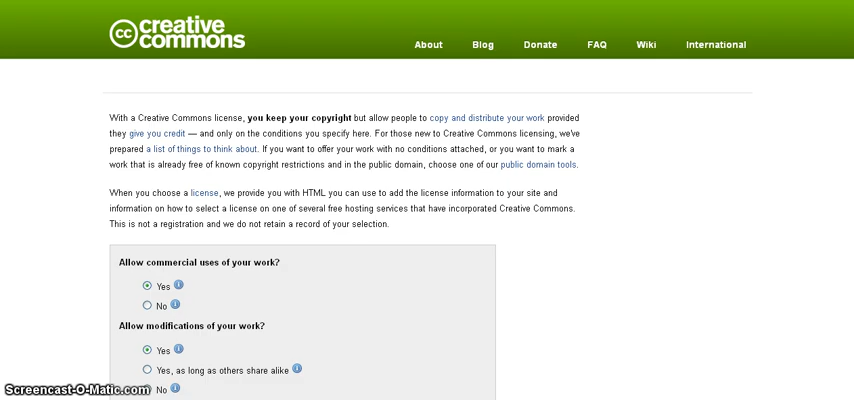 cc creative commons
About Blog Donate FAQ Wiki International
With a Creative Commons license, you keep your copyright but allow people to copy and distribute your work provided
they give you credit — and only on the conditions you specify here. For those new to Creative Commons licensing, we've
prepared a list of things to think about. If you want to offer your work with no conditions attached, or you want to mark a
work that is already free of known copyright restrictions and in the public domain, choose one of our public domain tools.
When you choose a license, we provide you with HTML you can use to add the license information to your site and
information on how to select a license on one of several free hosting services that have incorporated Creative Commons.
This is not a registration and we do not retain a record of your selection.
Allow commercial uses of your work?
Yes
No
Allow modifications of your work?
Yes
Yes, as long as others share alike
No
Screencast-O-Matic.com